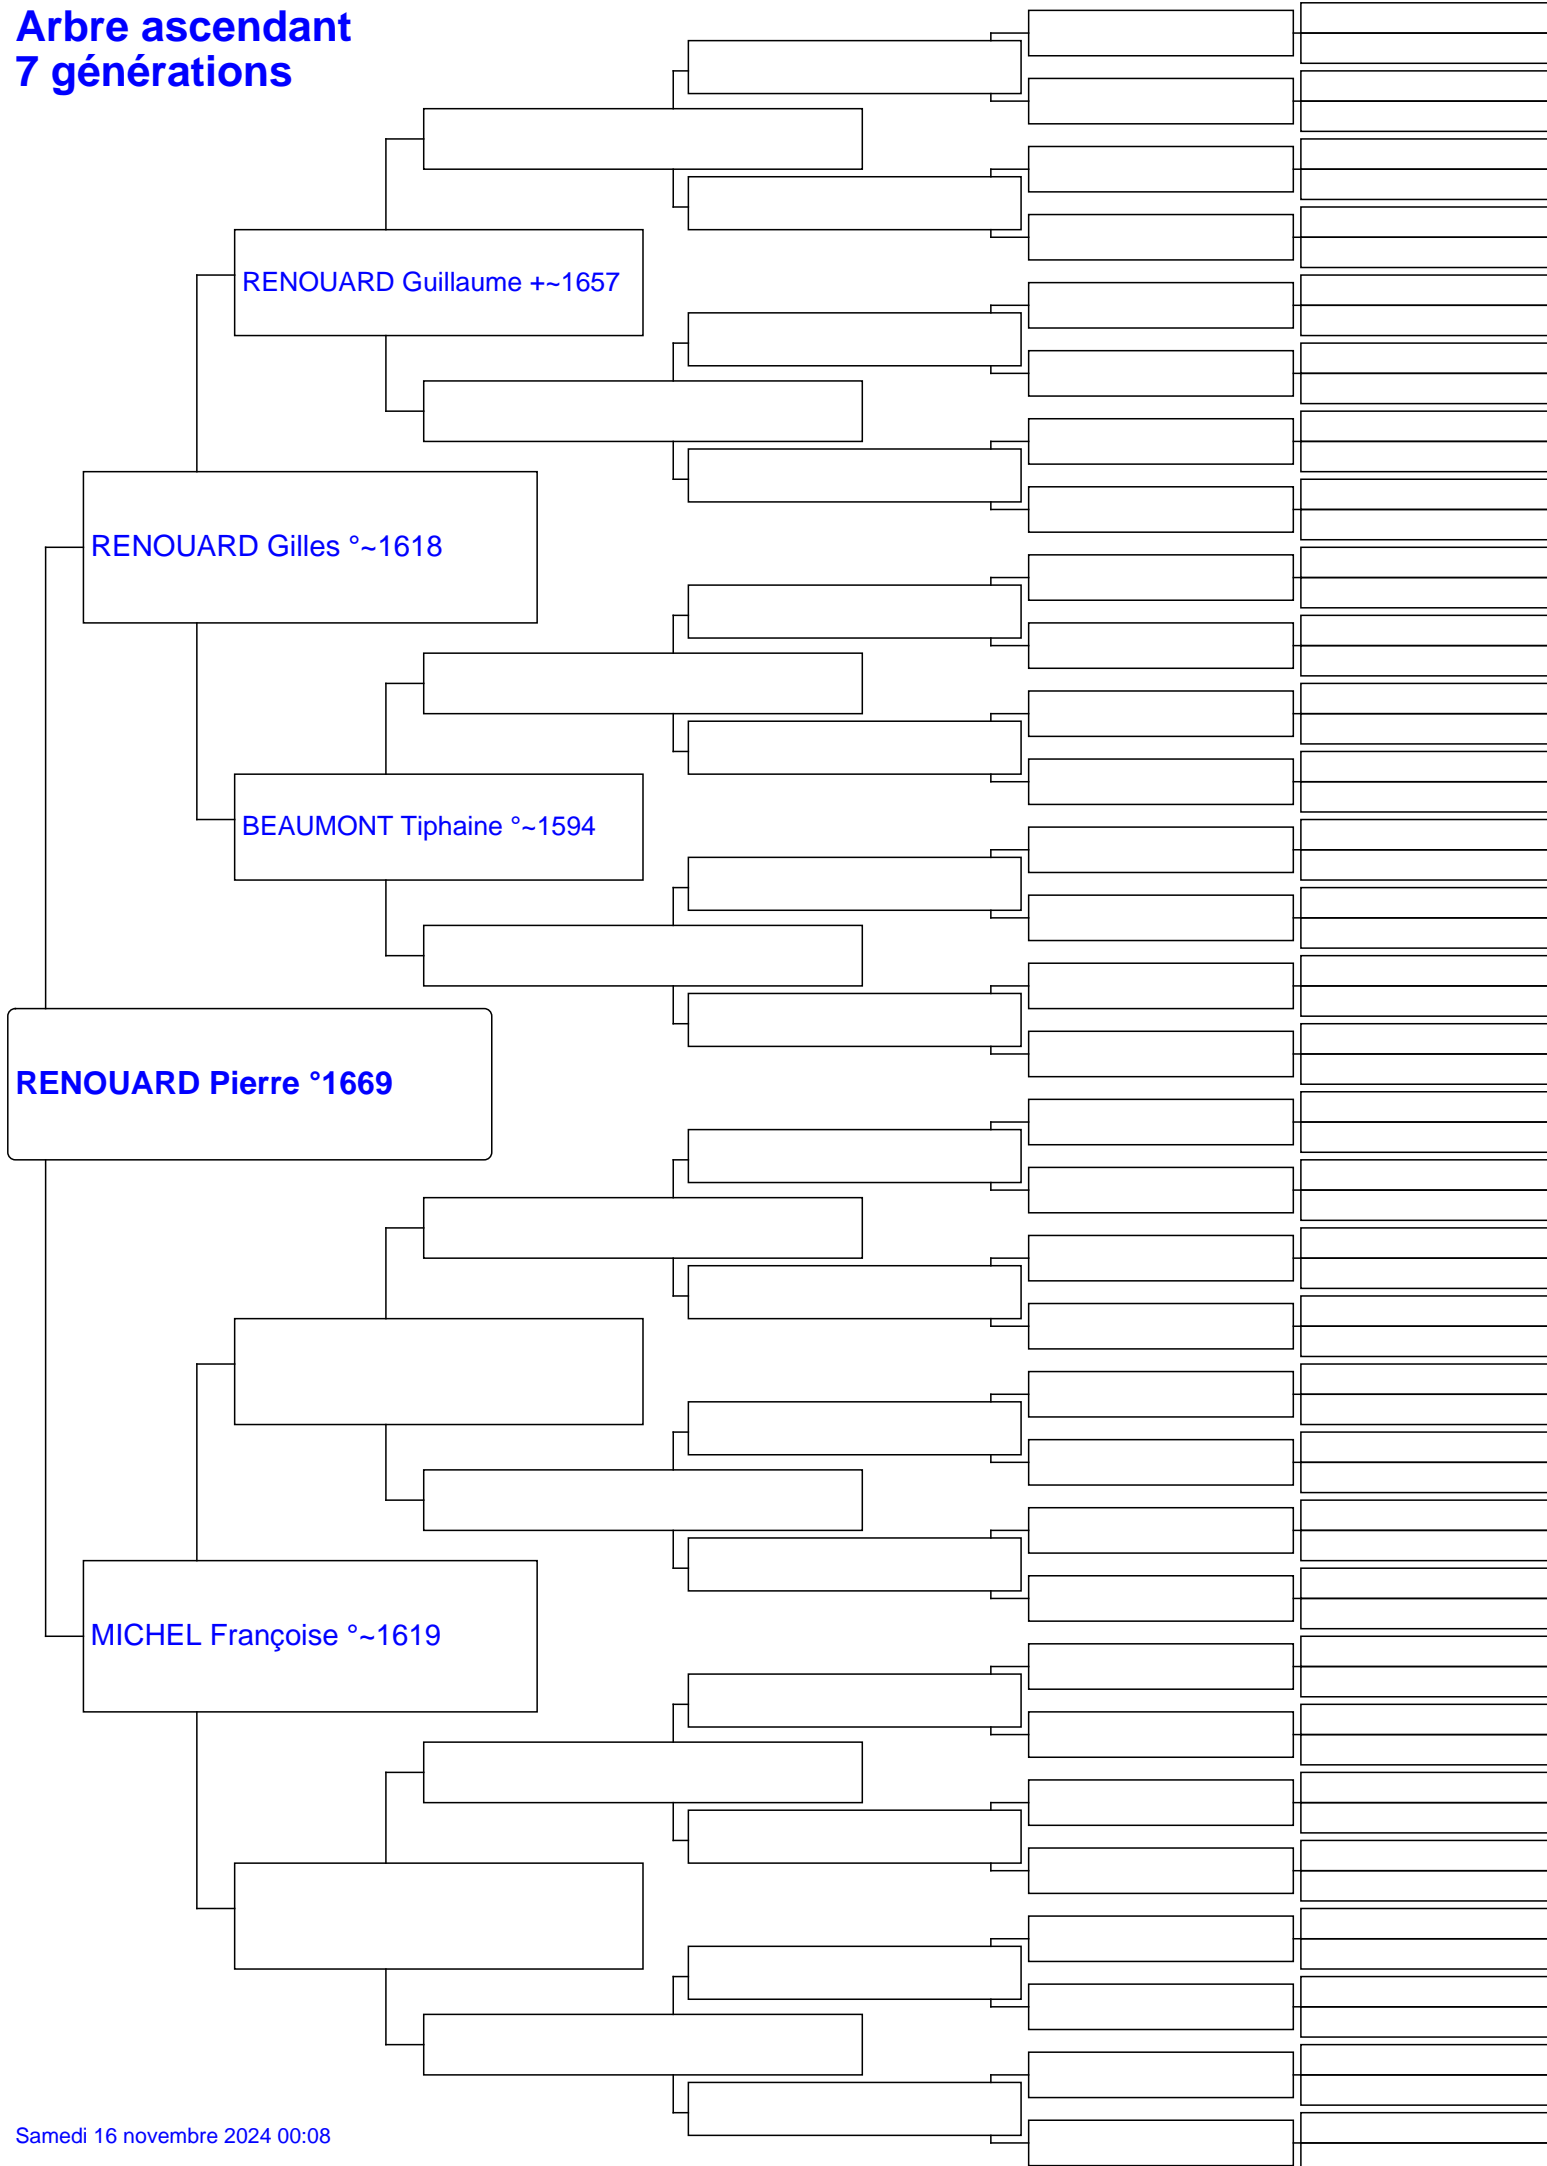 Arbre ascendant
7 générations
RENOUARD Guillaume +~1657
RENOUARD Gilles °~1618
BEAUMONT Tiphaine °~1594
RENOUARD Pierre °1669
MICHEL Françoise °~1619
Samedi 16 novembre 2024 00:08